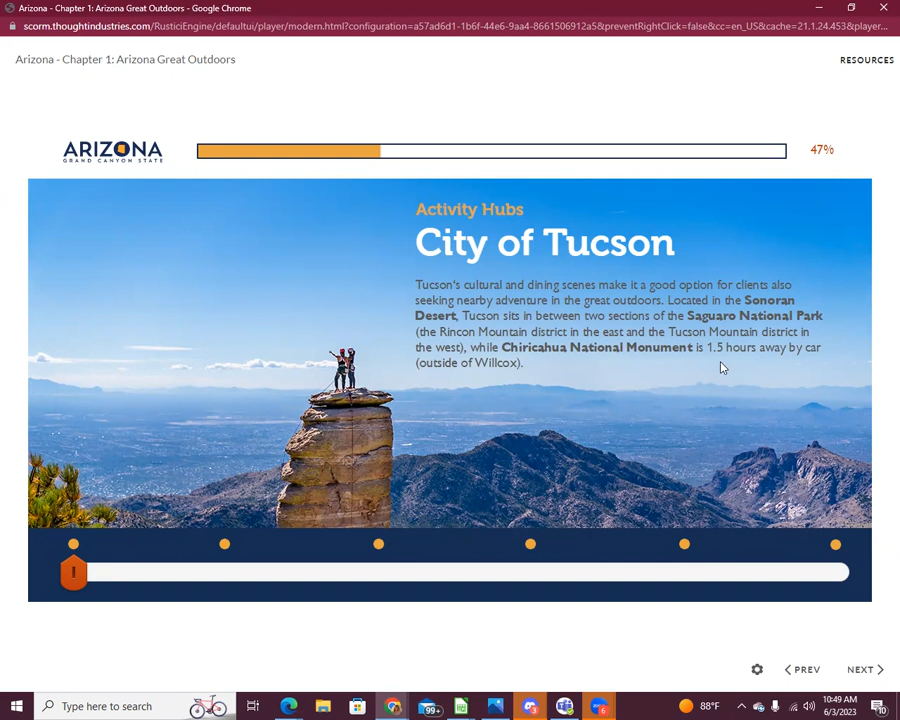 Arizona - Chapter 1: Arizona Great Outdoors - Google Chrome
scorm.thoughtindustries.com/RusticiEngine/defaultui/player/modern.html?configuration=a57ad6d1-1b6f-44e6-9aa4-8661506912a5&preventRightClick=false&cc=en_US&cache=21.1.24.453&player...
Arizona - Chapter 1: Arizona Great Outdoors
RESOURCES
ARIZONA
GRAND CANYON STATE
47%
Activity Hubs
City of Tucson
Tucson's cultural and dining scenes make it a good option for clients also
seeking nearby adventure in the great outdoors. Located in the Sonoran
Desert, Tucson sits in between two sections of the Saguaro National Park
(the Rincon Mountain district in the east and the Tucson Mountain district in
the west), while Chiricahua National Monument is 1.5 hours away by car
(outside of Willcox).
PREV
NEXT
Type here to search
99+
3
6
88°F
10:49 AM
6/3/2023
10